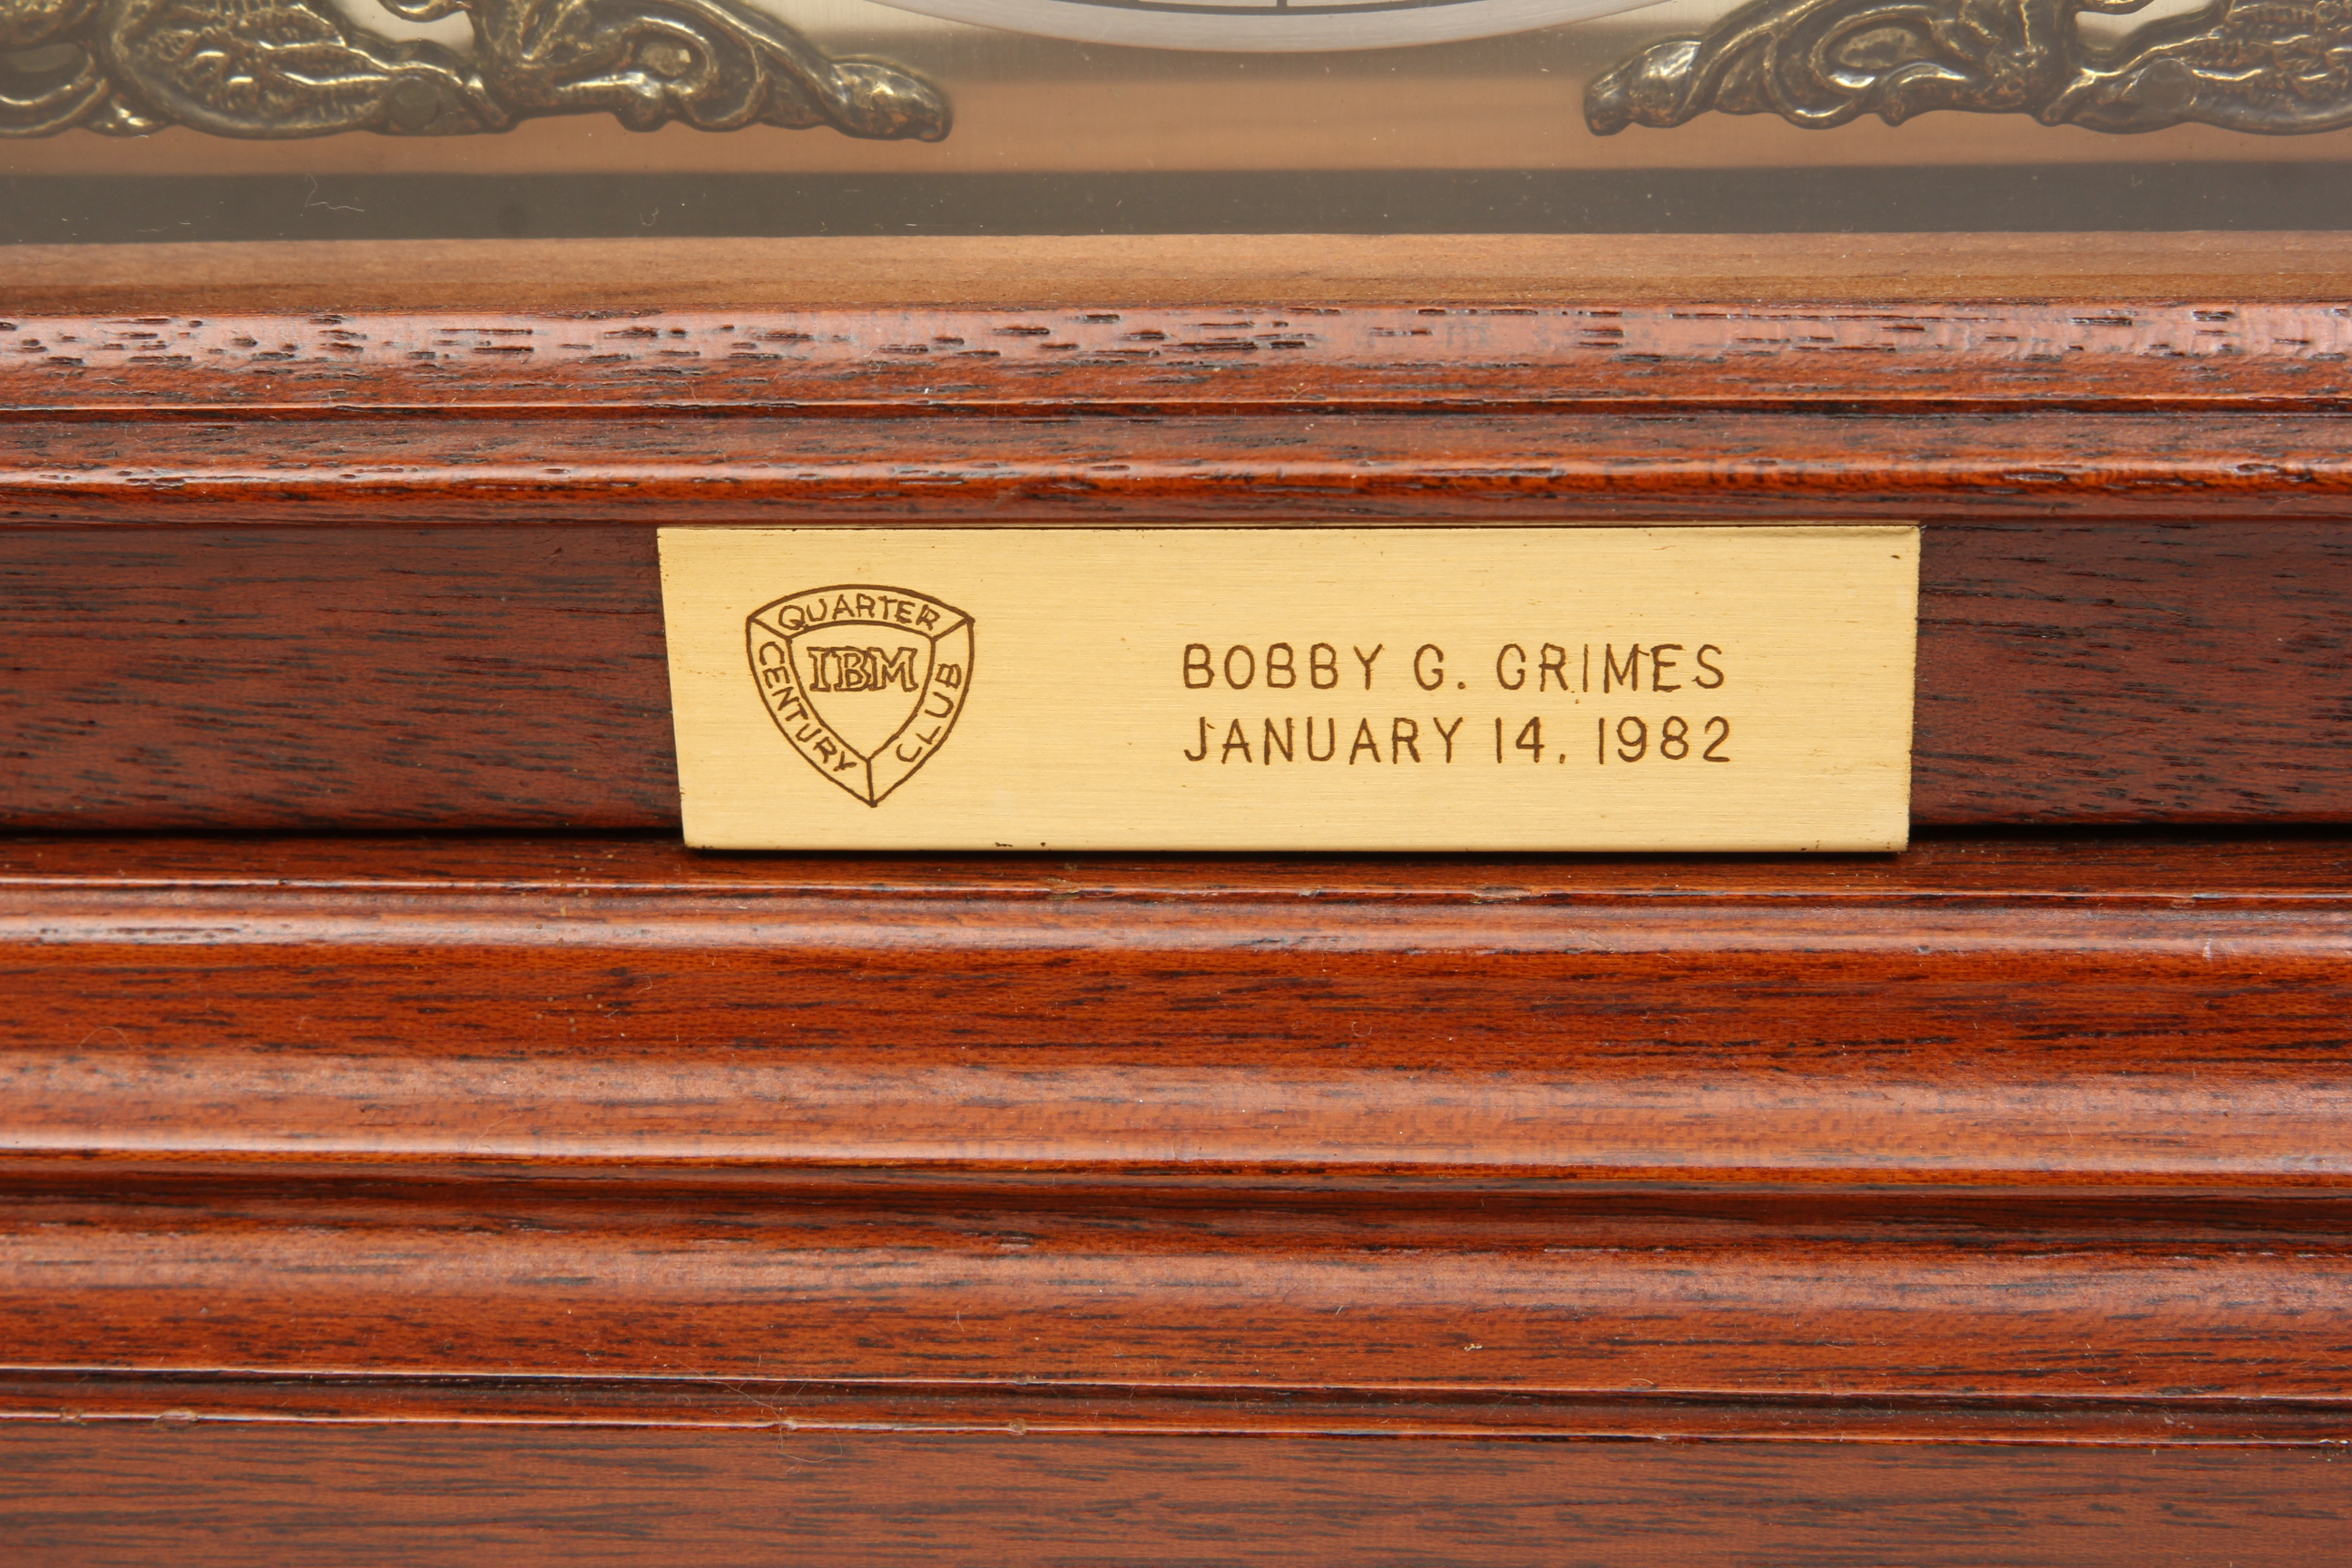 QUARTER
CENTURY
CLUB
IBM
BOBBY G. GRIMES
JANUARY 14, 1982